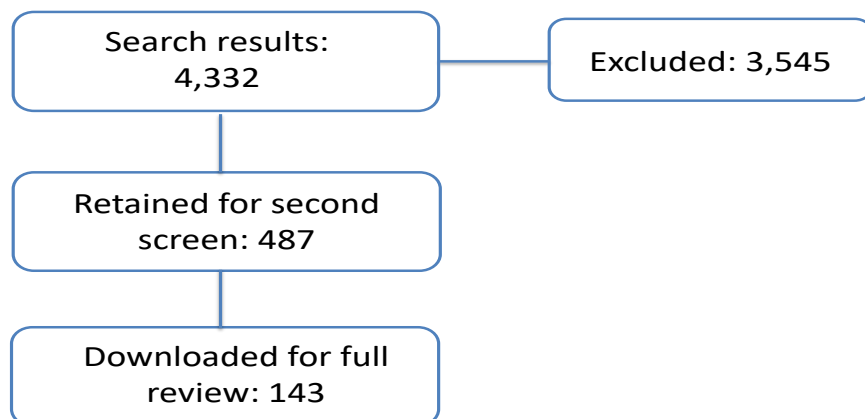 Search results:
4,332
Excluded: 3,545
Retained for second
screen: 487
Downloaded for full
review: 143